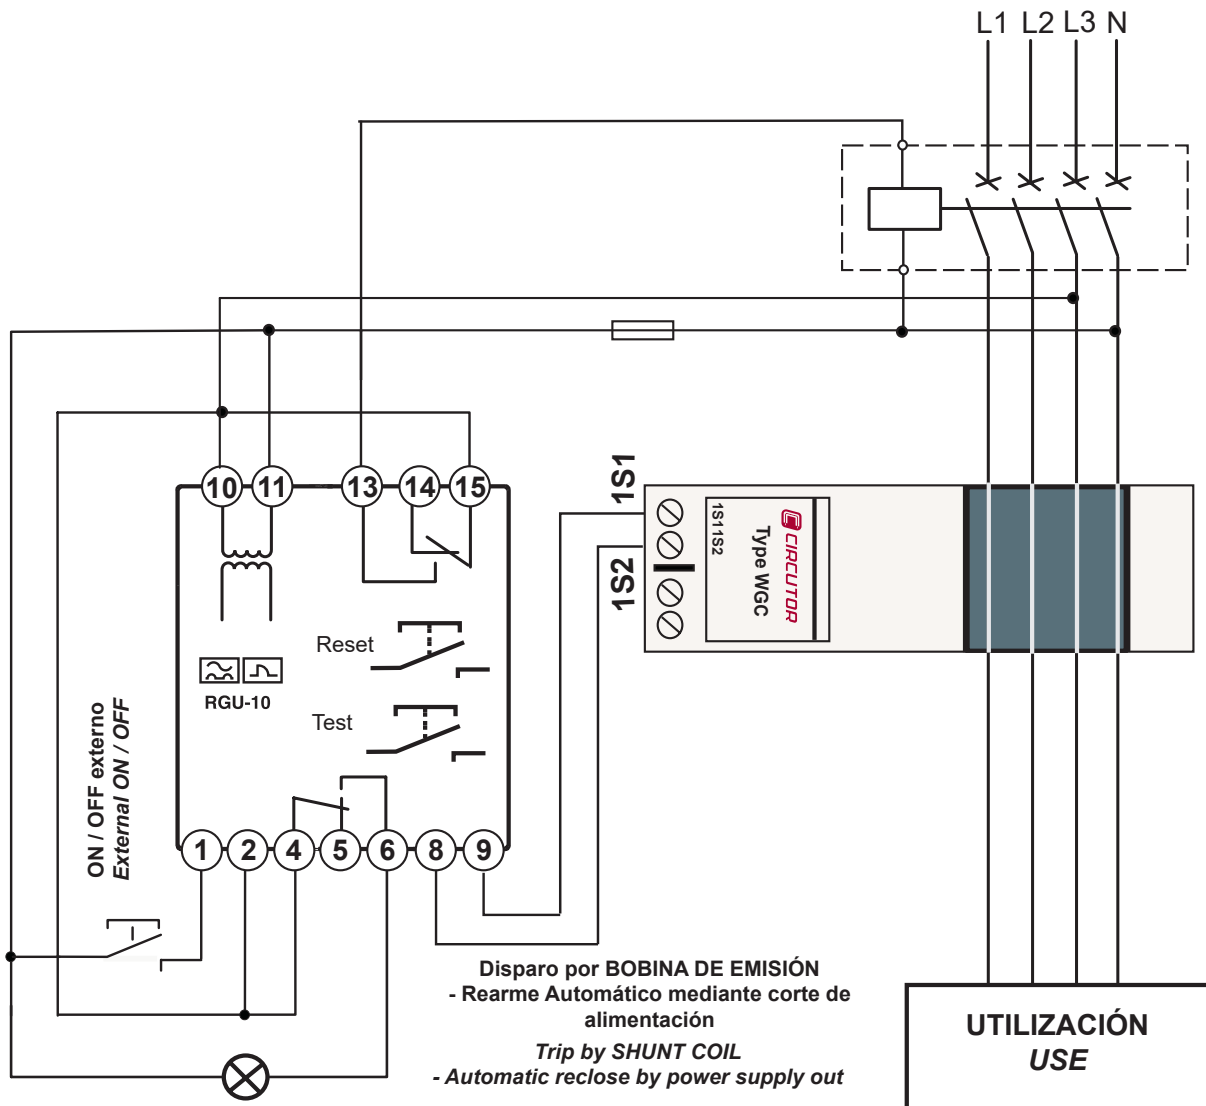 L1 L2 L3 N
10 11 13 14 15
1S1
1S2
1S11S2
Type WGC
CIRCUTOR
Reset
RGU-10
Test
ON / OFF externo
External ON / OFF
1 2 4 5 6 8 9
Disparo por BOBINA DE EMISIÓN
- Rearme Automático mediante corte de
alimentación
Trip by SHUNT COIL
- Automatic reclose by power supply out
UTILIZACIÓN
USE